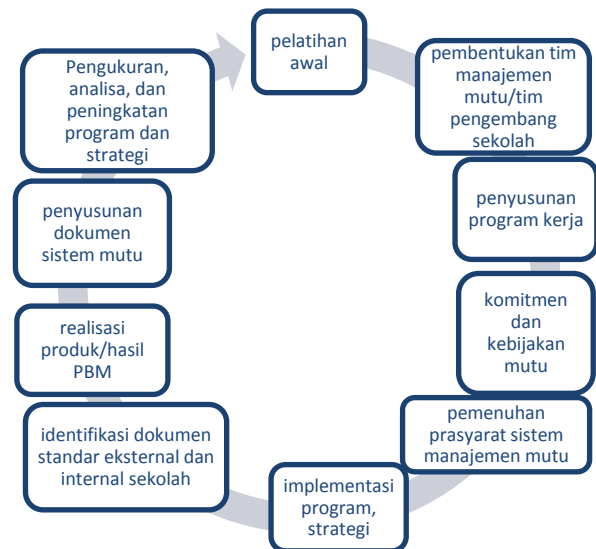 pelatihan
awal
pembentukan tim
manajemen
mutu/tim
pengembang
sekolah
penyusunan
program kerja
komitmen
dan
kebijakan
mutu
pemenuhan
prasyarat sistem
manajemen mutu
implementasi
program,
strategi
identifikasi dokumen
standar eksternal dan
internal sekolah
realisasi
produk/hasil
PBM
penyusunan
dokumen
sistem mutu
Pengukuran,
analisa, dan
peningkatan
program dan
strategi